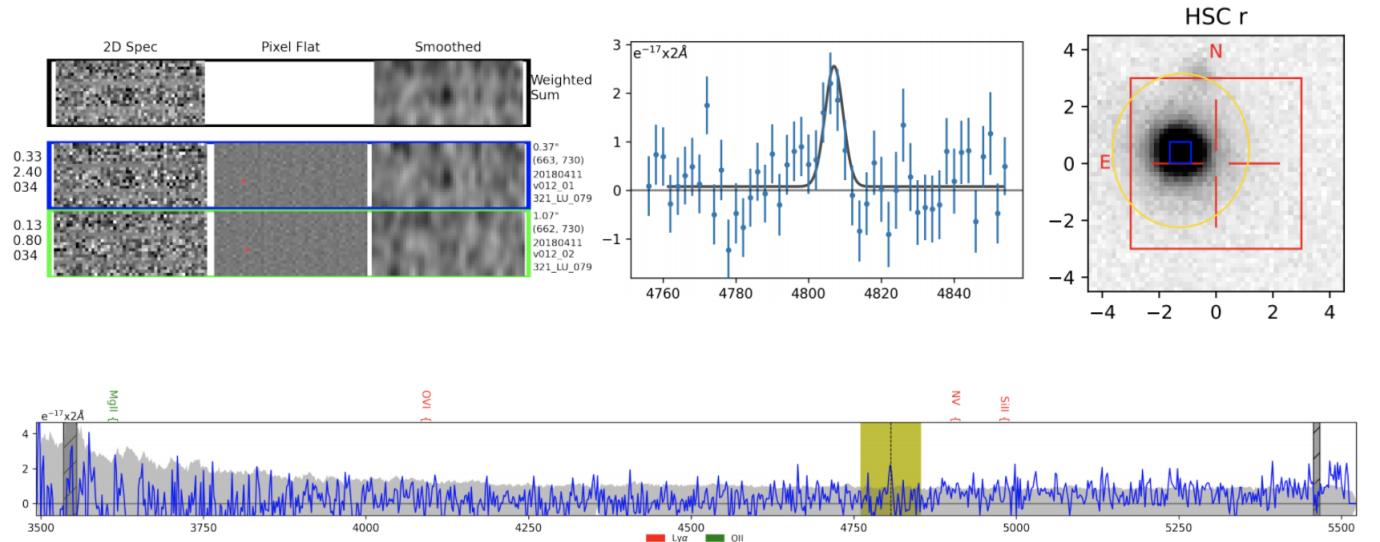 HSC r
2D Spec Pixel Flat Smoothed
Weighted
Sum
0.33
2.40
034
0.37"
(663, 730)
20180411
v012_01
321_LU_079
0.13
0.80
034
1.07"
(662, 730)
20180411
v012_02
321_LU_079
e⁻¹⁷x2Å
3
2
1
0
−1
4760 4780 4800 4820 4840
N
E
4
2
0
−2
−4
−4 −2 0 2 4
MgII { OVI { NV { SiII {
e⁻¹⁷x2Å
4
2
0
3500 3750 4000 4250 4500 4750 5000 5250 5500
Lyα OII